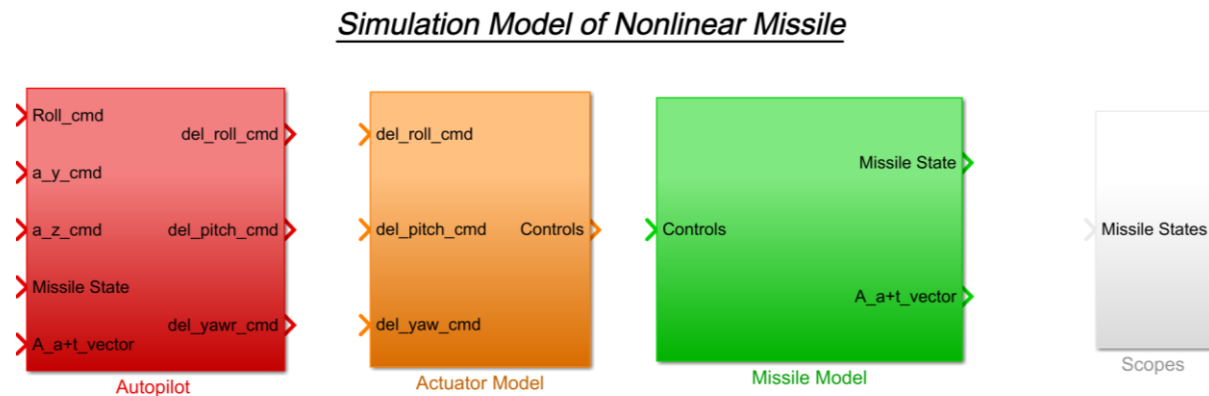 Simulation Model of Nonlinear Missile
Roll_cmd
a_y_cmd
a_z_cmd
Missile State
A_a+t_vector
del_roll_cmd
del_pitch_cmd
del_yawr_cmd
Autopilot
del_roll_cmd
del_pitch_cmd
del_yaw_cmd
Controls
Actuator Model
Controls
Missile State
A_a+t_vector
Missile Model
Missile States
Scopes